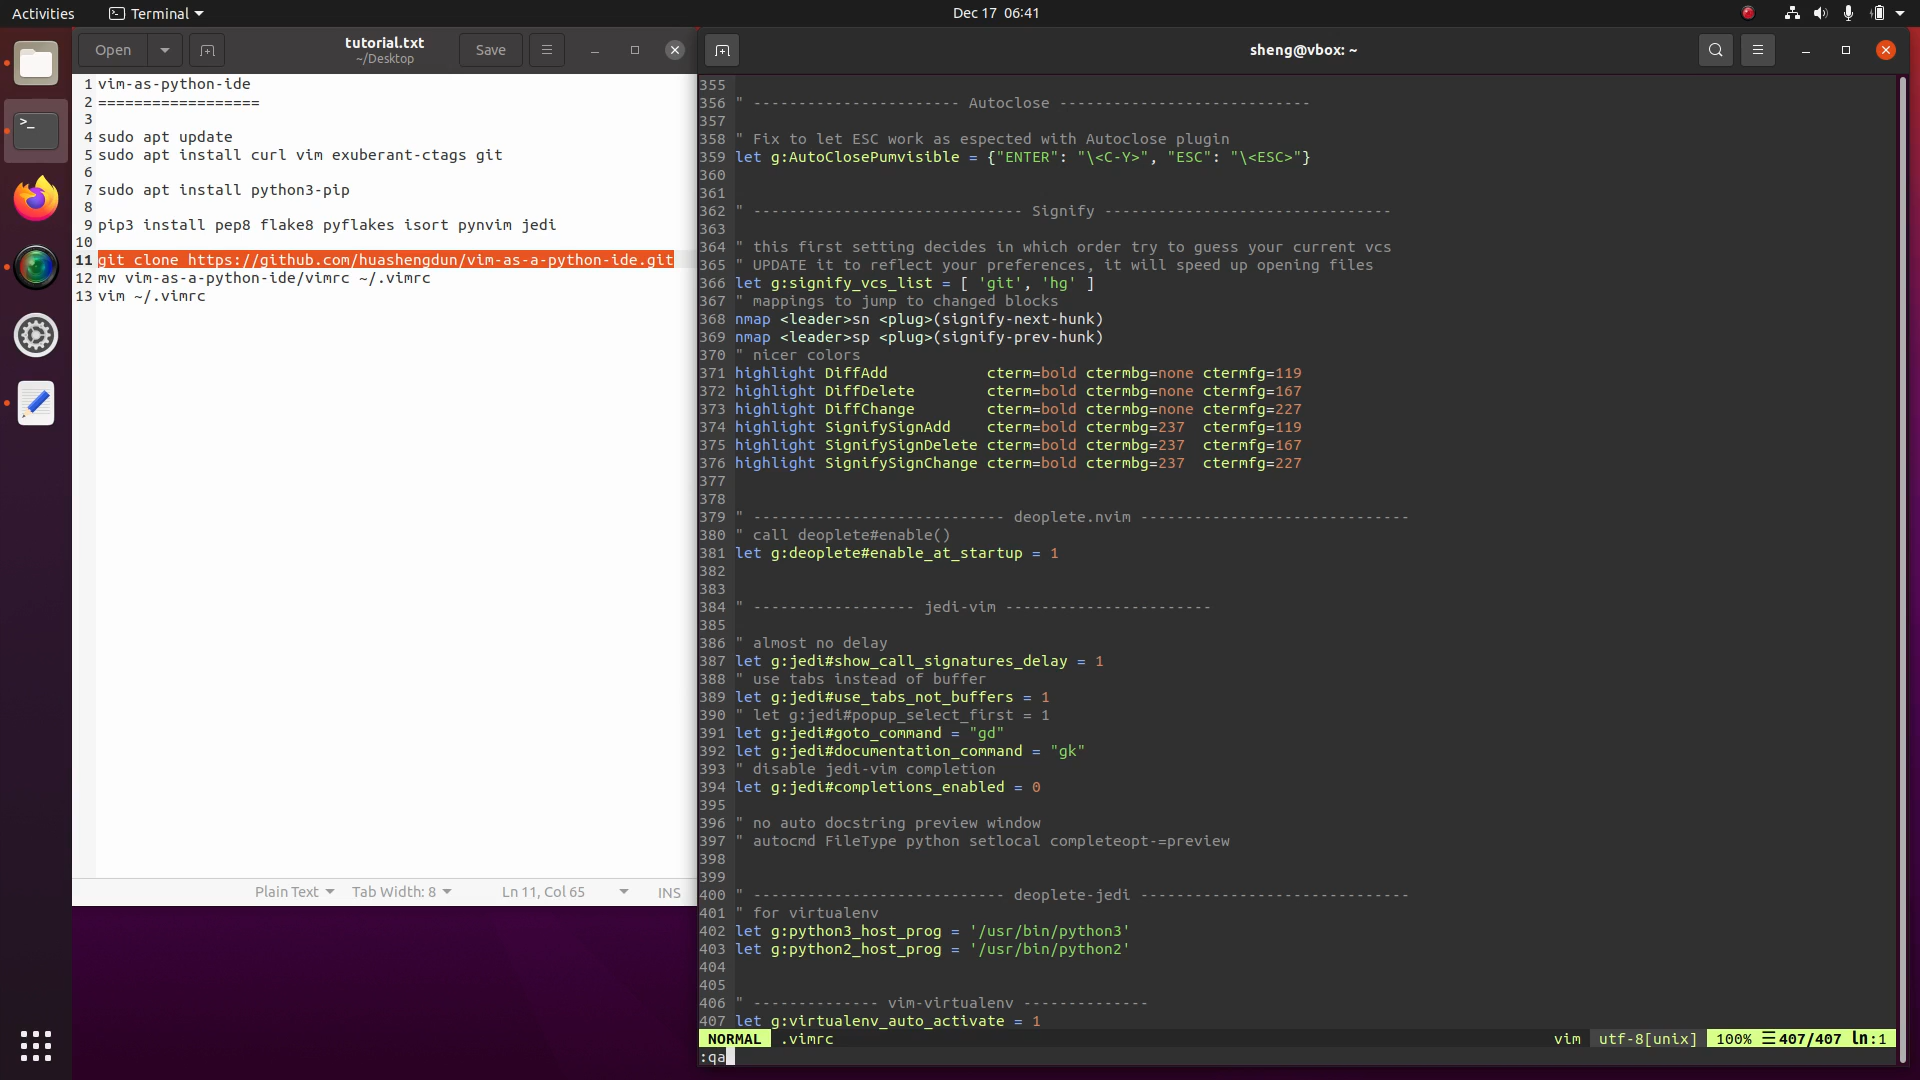 Activities
Terminal
Dec 17 06:41
Open
tutorial.txt
~/Desktop
Save
1 vim-as-python-ide
2 ==================
3
4 sudo apt update
5 sudo apt install curl vim exuberant-ctags git
6
7 sudo apt install python3-pip
8
9 pip3 install pep8 flake8 pyflakes isort pynvim jedi
10
11 git clone https://github.com/huashengdun/vim-as-a-python-ide.git
12 mv vim-as-a-python-ide/vimrc ~/.vimrc
13 vim ~/.vimrc
Plain Text
Tab Width: 8
Ln 11, Col 65
INS
sheng@vbox: ~
355
356 " ----------------------- Autoclose ----------------------------
357
358 " Fix to let ESC work as espected with Autoclose plugin
359 let g:AutoClosePumvisible = {"ENTER": "\<C-Y>", "ESC": "\<ESC>"}
360
361
362 " ------------------------------ Signify --------------------------------
363
364 " this first setting decides in which order try to guess your current vcs
365 " UPDATE it to reflect your preferences, it will speed up opening files
366 let g:signify_vcs_list = [ 'git', 'hg' ]
367 " mappings to jump to changed blocks
368 nmap <leader>sn <plug>(signify-next-hunk)
369 nmap <leader>sp <plug>(signify-prev-hunk)
370 " nicer colors
371 highlight DiffAdd           cterm=bold ctermbg=none ctermfg=119
372 highlight DiffDelete        cterm=bold ctermbg=none ctermfg=167
373 highlight DiffChange        cterm=bold ctermbg=none ctermfg=227
374 highlight SignifySignAdd    cterm=bold ctermbg=237  ctermfg=119
375 highlight SignifySignDelete cterm=bold ctermbg=237  ctermfg=167
376 highlight SignifySignChange cterm=bold ctermbg=237  ctermfg=227
377
378
379 " ---------------------------- deoplete.nvim ------------------------------
380 " call deoplete#enable()
381 let g:deoplete#enable_at_startup = 1
382
383
384 " ------------------ jedi-vim -----------------------
385
386 " almost no delay
387 let g:jedi#show_call_signatures_delay = 1
388 " use tabs instead of buffer
389 let g:jedi#use_tabs_not_buffers = 1
390 " let g:jedi#popup_select_first = 1
391 let g:jedi#goto_command = "gd"
392 let g:jedi#documentation_command = "gk"
393 " disable jedi-vim completion
394 let g:jedi#completions_enabled = 0
395
396 " no auto docstring preview window
397 " autocmd FileType python setlocal completeopt-=preview
398
399
400 " ---------------------------- deoplete-jedi ------------------------------
401 " for virtualenv
402 let g:python3_host_prog = '/usr/bin/python3'
403 let g:python2_host_prog = '/usr/bin/python2'
404
405
406 " -------------- vim-virtualenv --------------
407 let g:virtualenv_auto_activate = 1
NORMAL .vimrc vim utf-8[unix] 100% ☰407/407 ln:1
:qa